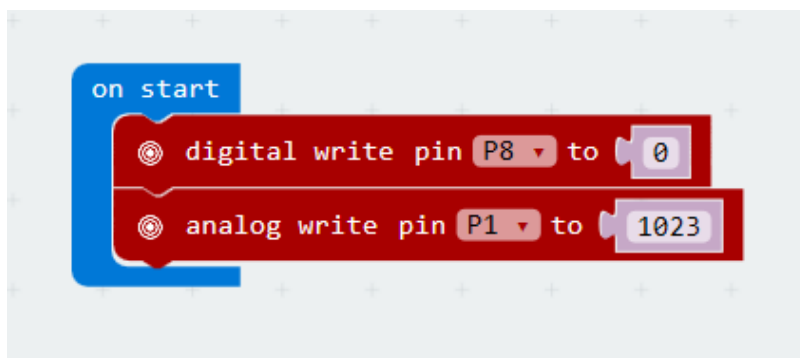 on start
digital write pin P8 to 0
analog write pin P1 to 1023